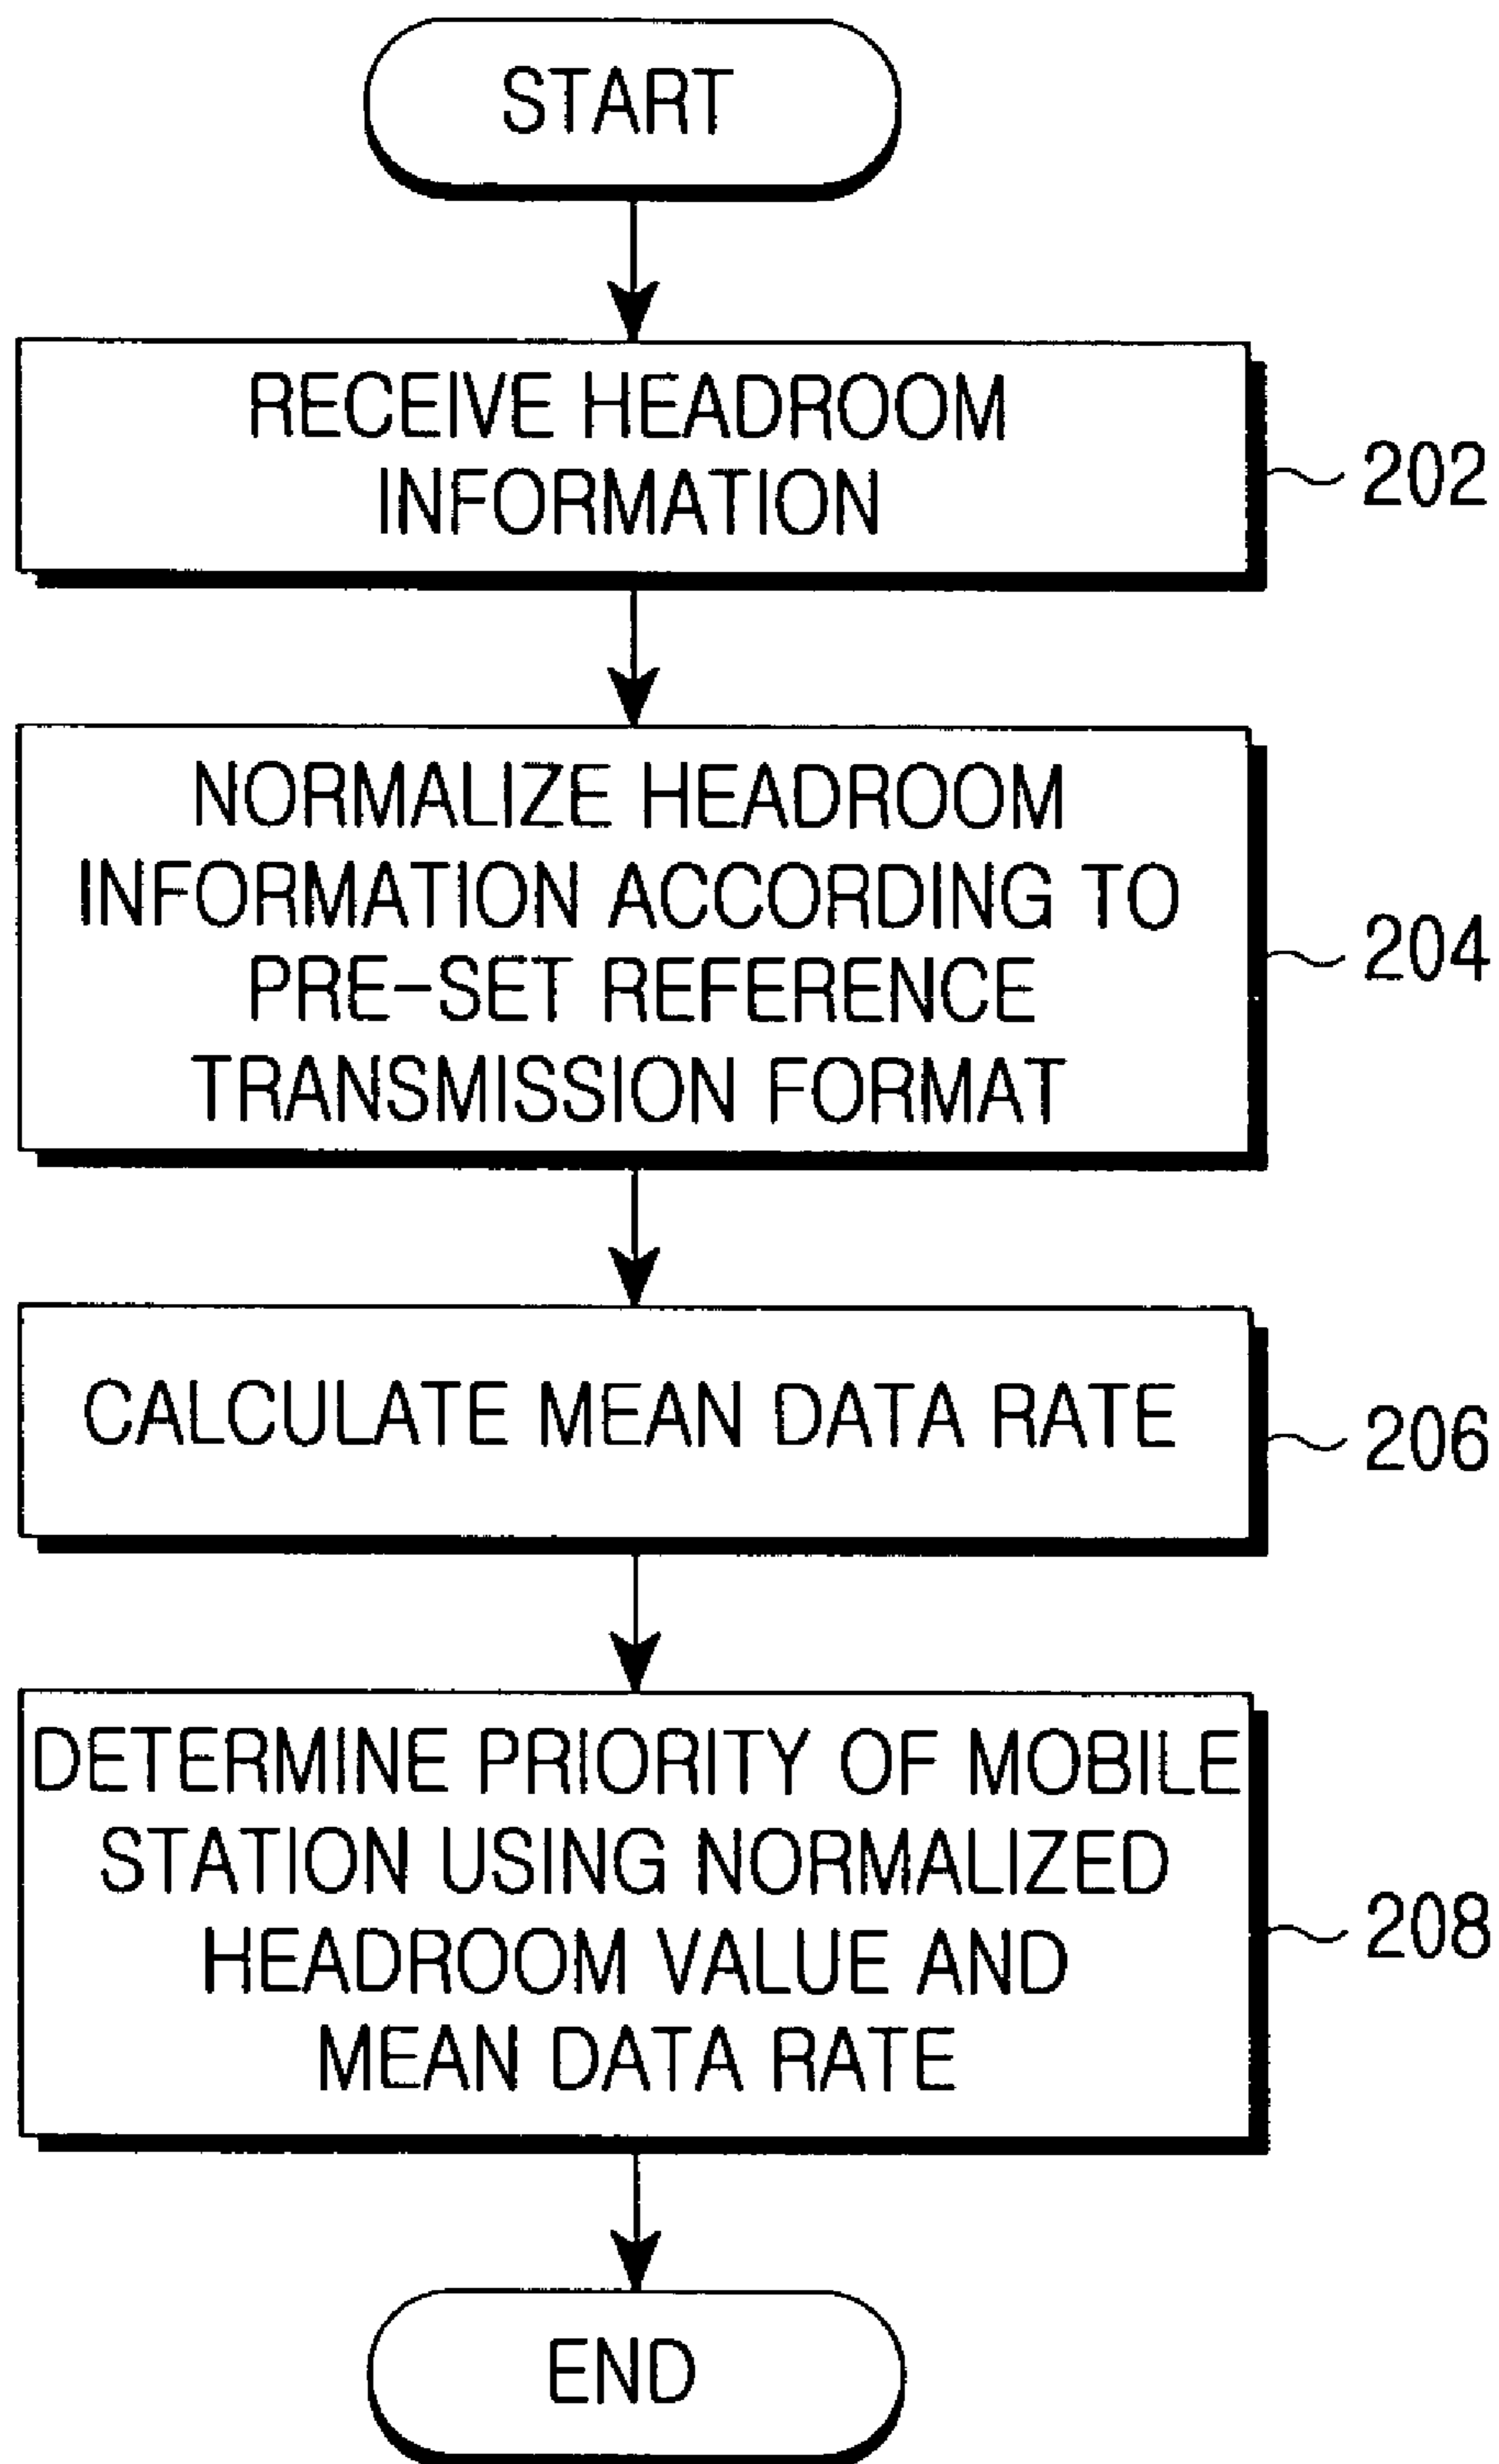 START
RECEIVE HEADROOM
INFORMATION
202
NORMALIZE HEADROOM
INFORMATION ACCORDING TO
PRE-SET REFERENCE
TRANSMISSION FORMAT
204
CALCULATE MEAN DATA RATE
206
DETERMINE PRIORITY OF MOBILE
STATION USING NORMALIZED
HEADROOM VALUE AND
MEAN DATA RATE
208
END